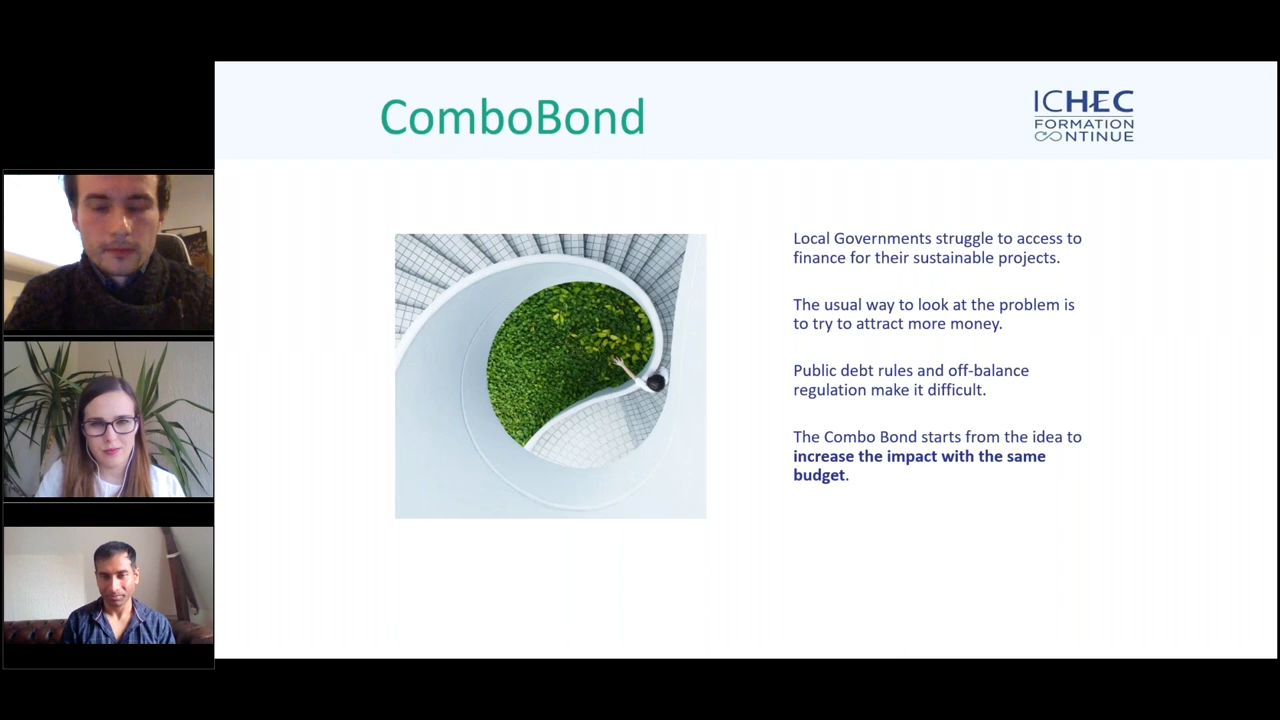 ComboBond
ICHEC
FORMATION
CONTINUE
Local Governments struggle to access to
finance for their sustainable projects.
The usual way to look at the problem is
to try to attract more money.
Public debt rules and off-balance
regulation make it difficult.
The Combo Bond starts from the idea to
increase the impact with the same
budget.